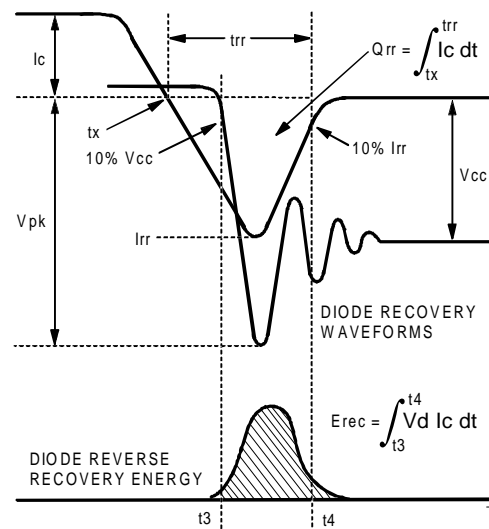 trr
Qrr = ∫ trr tx Ic dt
Ic
tx
10% Vcc
10% Irr
Vcc
Vpk
Irr
DIODE RECOVERY
WAVEFORMS
Erec = ∫ t4 t3 Vd Ic dt
DIODE REVERSE
RECOVERY ENERGY
t3
t4